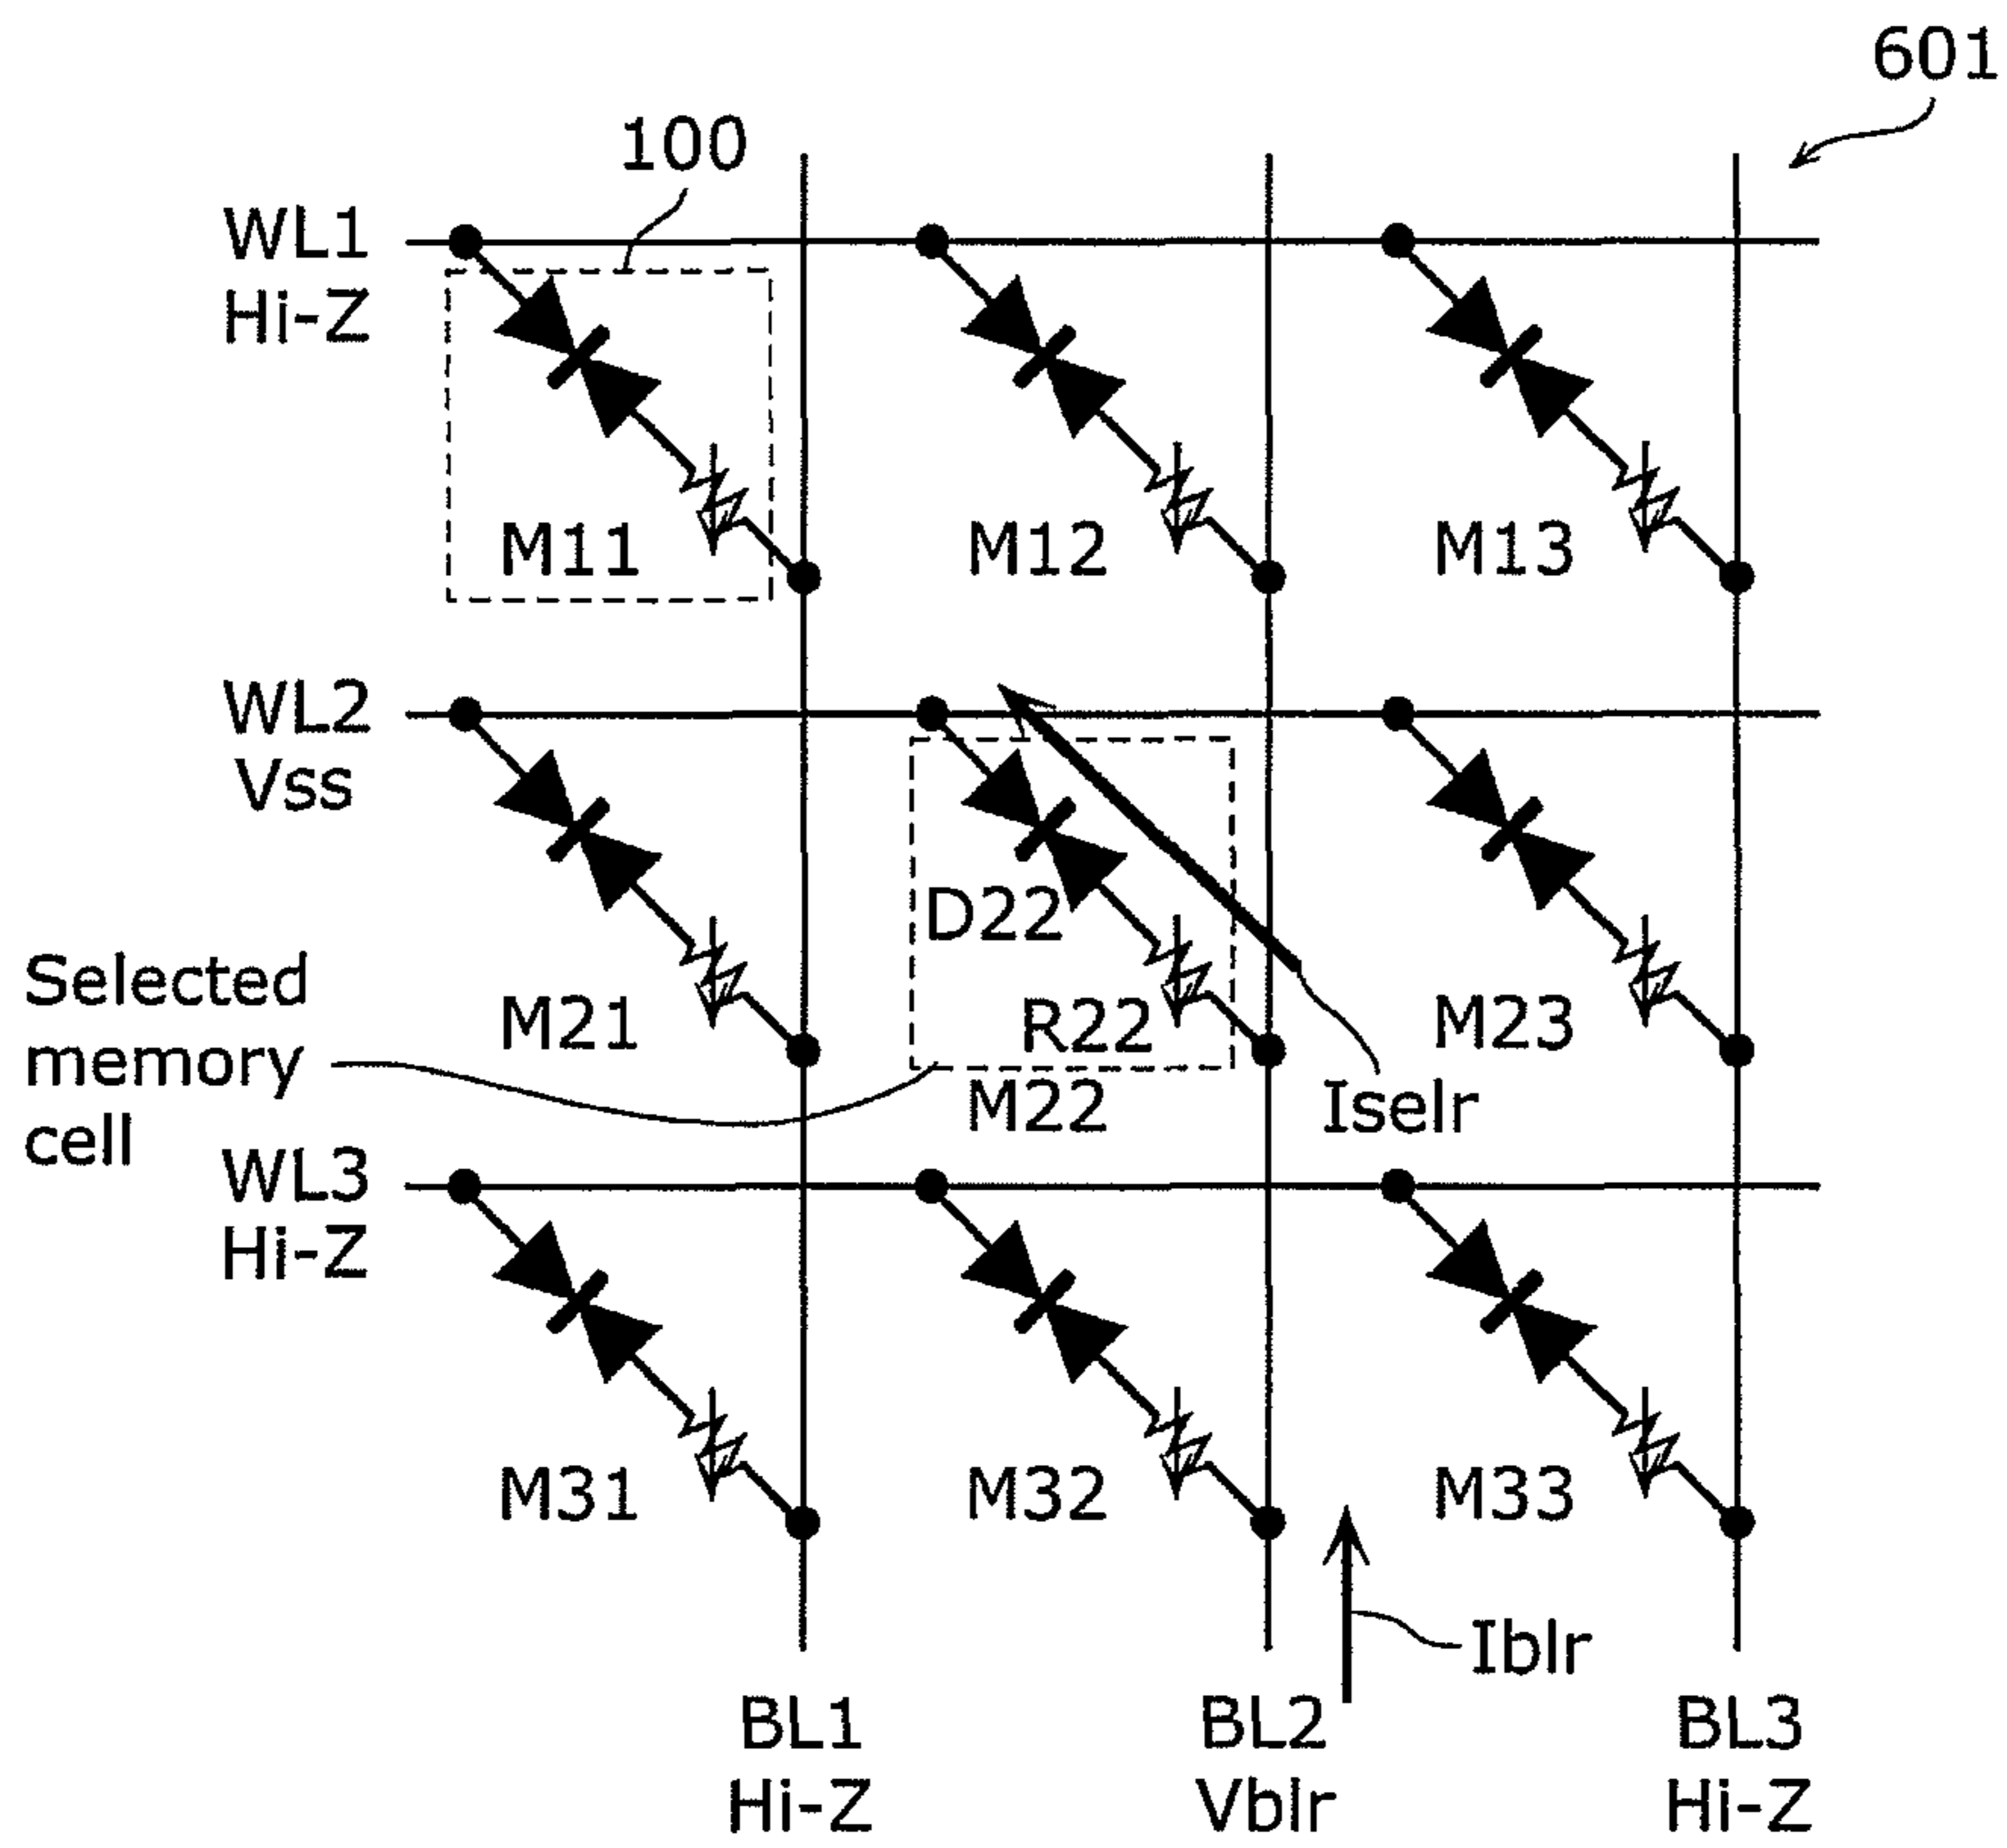 601
100
WL1
Hi-Z
M11
M12
M13
WL2
Vss
D22
Selected
memory
cell
M21
R22
M23
M22
Iselr
WL3
Hi-Z
M31
M32
M33
Iblr
BL1
Hi-Z
BL2
Vblr
BL3
Hi-Z